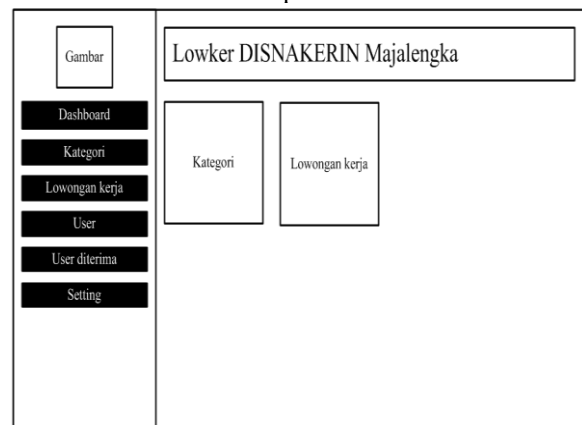 Gambar
Lowker DISNAKERIN Majalengka
Dashboard
Kategori
Lowongan kerja
User
User diterima
Setting
Kategori
Lowongan kerja